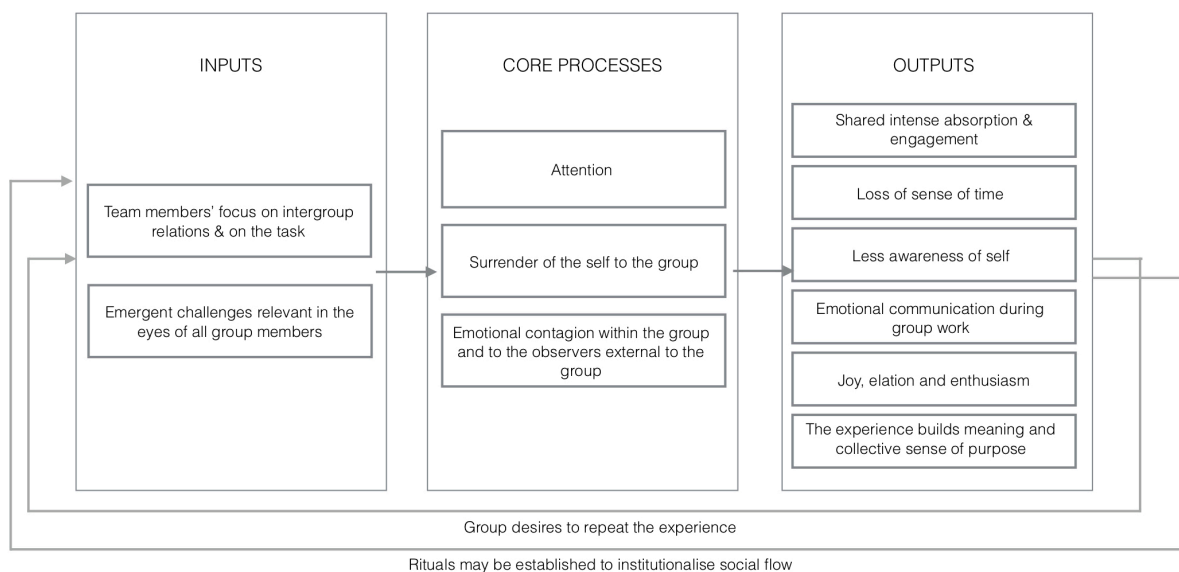 INPUTS
Team members’ focus on intergroup
relations & on the task
Emergent challenges relevant in the
eyes of all group members
CORE PROCESSES
Attention
Surrender of the self to the group
Emotional contagion within the group
and to the observers external to the
group
OUTPUTS
Shared intense absorption &
engagement
Loss of sense of time
Less awareness of self
Emotional communication during
group work
Joy, elation and enthusiasm
The experience builds meaning and
collective sense of purpose
Group desires to repeat the experience
Rituals may be established to institutionalise social flow